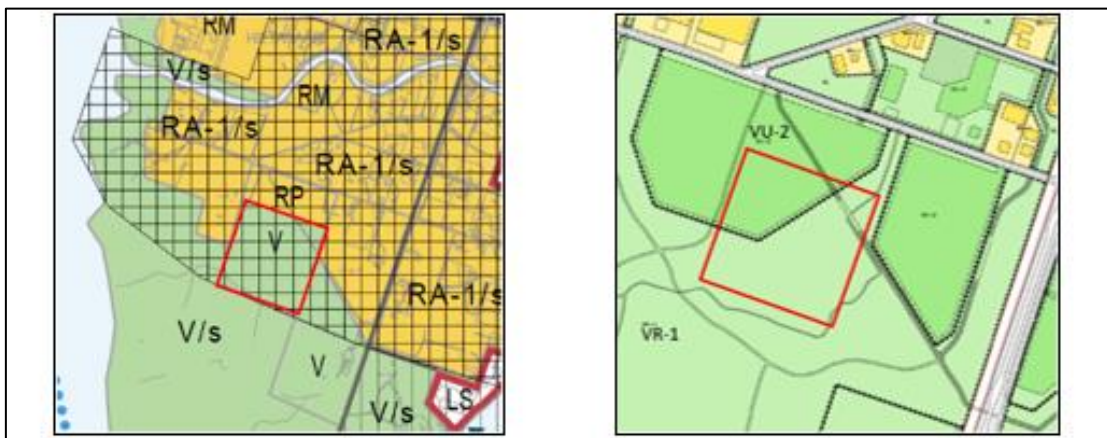 RM
RA-1/s
V/s
RM
RA-1/s
RA-1/s
RP
V
RA-1/s
V/s
V
LS
V/s
VU-2
VR-1